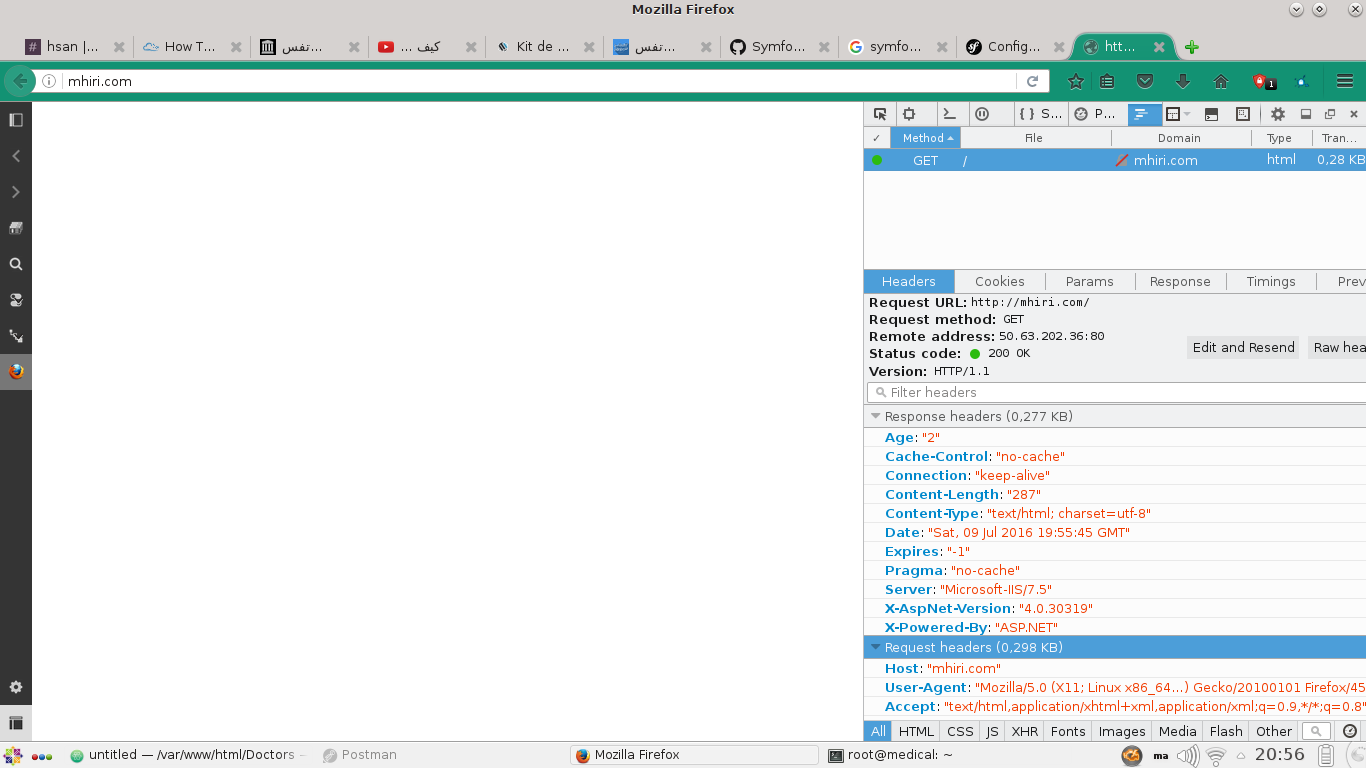 Mozilla Firefox
# hsan |...
How T...
تفس...
كيف ...
Kit de ...
تفس...
Symfo...
G symfo...
sf Config...
htt...
mhiri.com
1
{ } S...
P...
✓ Method File Domain Type Tran...
GET / mhiri.com html 0,28 KB
Headers Cookies Params Response Timings Prev
Request URL: http://mhiri.com/
Request method: GET
Remote address: 50.63.202.36:80
Status code: 200 OK
Edit and Resend Raw hea
Version: HTTP/1.1
Filter headers
Response headers (0,277 KB)
Age: "2"
Cache-Control: "no-cache"
Connection: "keep-alive"
Content-Length: "287"
Content-Type: "text/html; charset=utf-8"
Date: "Sat, 09 Jul 2016 19:55:45 GMT"
Expires: "-1"
Pragma: "no-cache"
Server: "Microsoft-IIS/7.5"
X-AspNet-Version: "4.0.30319"
X-Powered-By: "ASP.NET"
Request headers (0,298 KB)
Host: "mhiri.com"
User-Agent: "Mozilla/5.0 (X11; Linux x86_64...) Gecko/20100101 Firefox/45
Accept: "text/html,application/xhtml+xml,application/xml;q=0.9,*/*;q=0.8"
All HTML CSS JS XHR Fonts Images Media Flash Other
untitled — /var/www/html/Doctors
Postman
Mozilla Firefox
root@medical: ~
ma
20:56